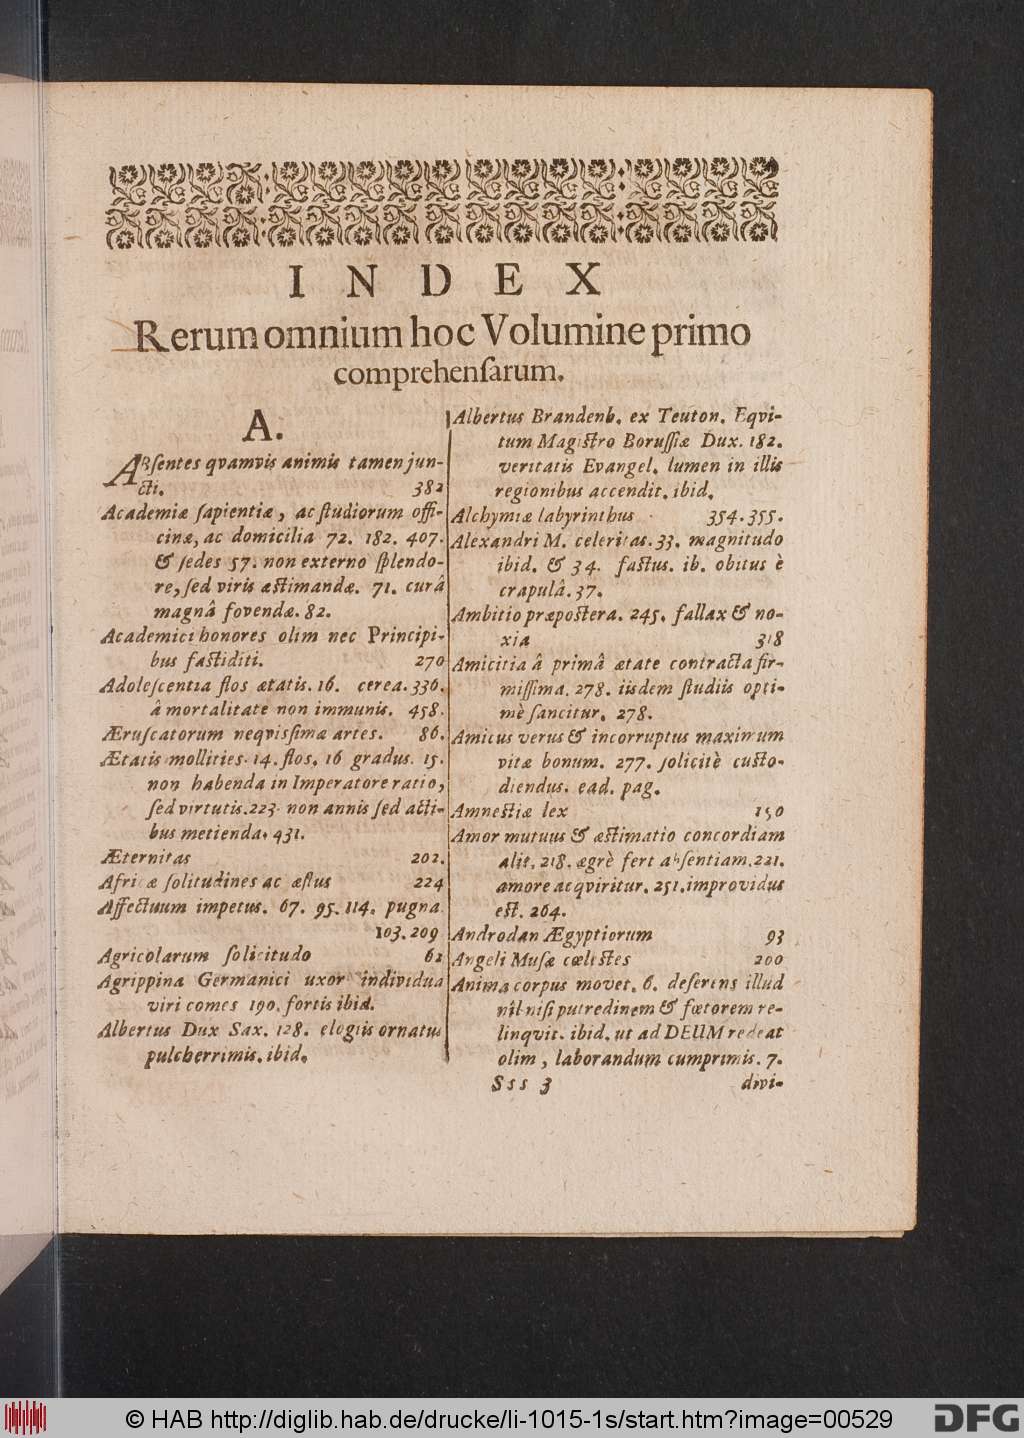 INDEX
Rerum omnium hoc Volumine primo
comprehenſarum.
A.
ABſentes qvamvis animis tamen jun-
cti. 382
Academiæ ſapientiæ, ac ſtudiorum offi-
cinæ, ac domicilia 72. 182. 407.
& ſedes 57. non externo ſplendo-
re, ſed viris æſtimandæ. 71. curâ
magnâ fovendæ. 82.
Academici honores olim nec Principi-
bus faſtiditi. 270
Adoleſcentia flos ætatis. 16. cerea. 336.
â mortalitate non immunis. 458.
Æruſcatorum neqviſſima artes. 86.
Ætatis mollities. 14. flos. 16 gradus. 15.
non habenda in Imperatore ratio,
ſed virtutis. 223. non annis ſed acti-
bus metienda. 431.
Æternitas 202.
Africæ ſolitudines ac æſtus 224
Affectuum impetus. 67. 95. 114. pugna
103. 209
Agricolarum ſolicitudo 62
Agrippina Germanici uxor individua
viri comes 190. fortis ibid.
Albertus Dux Sax. 128. elogiis ornatus
pulcherrimis. ibid.
Albertus Brandenb. ex Teuton. Eqvi-
tum Magiſtro Boruſſiæ Dux. 182.
veritatis Evangel. lumen in illis
regionibus accendit. ibid.
Alchymiæ labyrinthus 354. 355.
Alexandri M. celeritas. 33. magnitudo
ibid. & 34. faſtus. ib. obitus è
crapulâ. 37.
Ambitio præpoſtera. 245. fallax & no-
xia 318
Amicitia â primâ ætate contracta fir-
miſſima. 278. iisdem ſtudiis opti-
mè ſancitur. 278.
Amicus verus & incorruptus maximum
vitæ bonum. 277. ſolicitè cuſto-
diendus. ead. pag.
Amneſtiæ lex 150
Amor mutuus & æſtimatio concordiam
alit. 218. ægrè fert abſentiam. 221.
amore acqviritur. 251. improvidus
eſt. 264.
Androdan Ægyptiorum 93
Angeli Muſæ cœleſtes 200
Anima corpus movet. 6. deſerens illud
nil niſi putredinem & fœtorem re-
linqvit. ibid. ut ad DEUM redeat
olim, laborandum cumprimis. 7.
Sss 3 divi-
© HAB http://diglib.hab.de/drucke/li-1015-1s/start.htm?image=00529
DFG